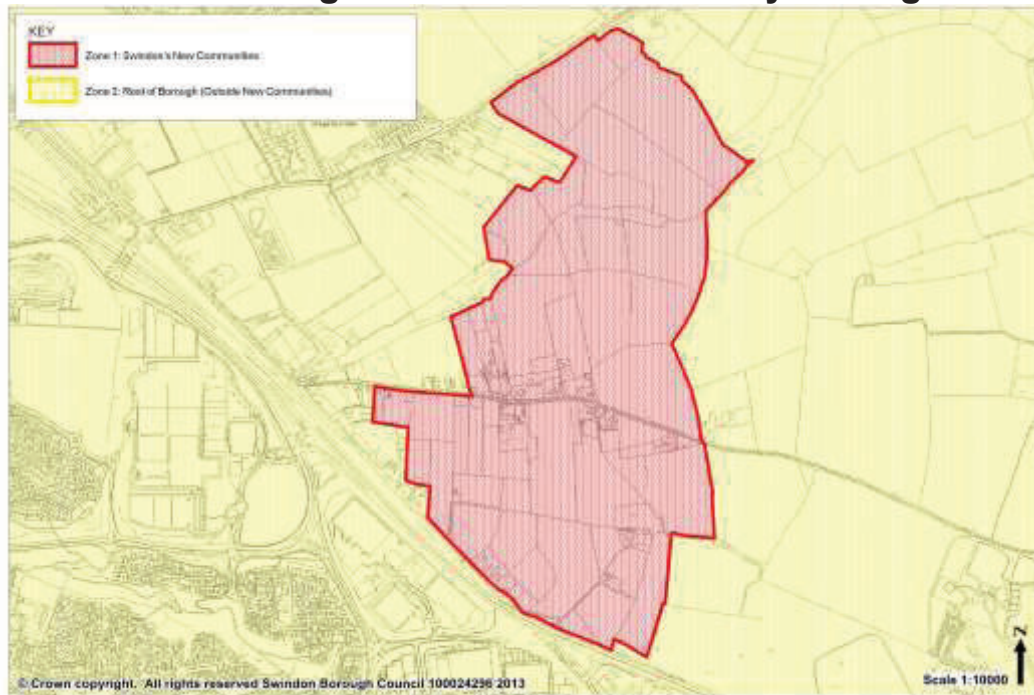 KEY
Zone 1: Swindon's New Communities
Zone 2: Rest of Borough (Outside New Communities)
© Crown copyright. All rights reserved Swindon Borough Council 100024296 2013
Scale 1:10000
N